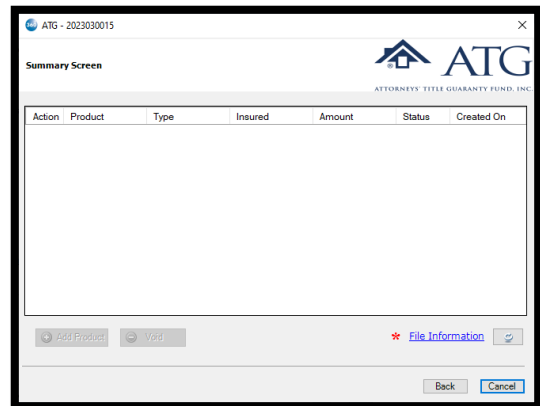 360 ATG - 2023030015
Summary Screen
ATG
ATTORNEYS' TITLE GUARANTY FUND, INC.
Action Product Type Insured Amount Status Created On
Add Product Void
* File Information
Back Cancel